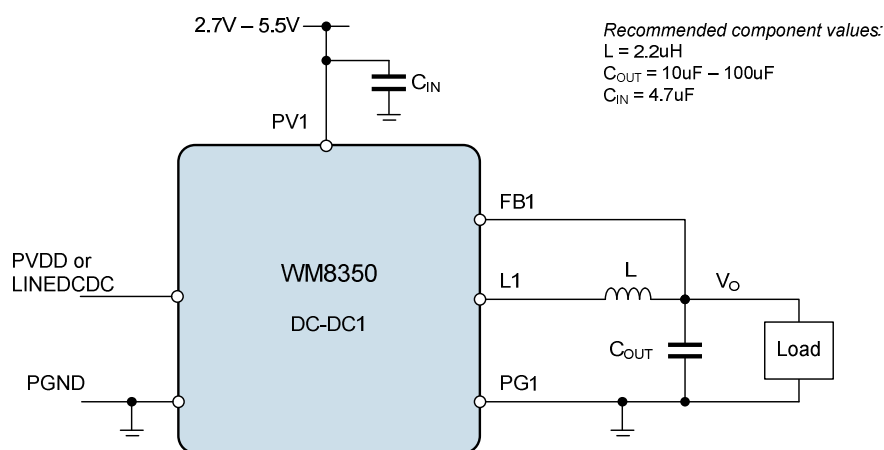 2.7V – 5.5V
Recommended component values:
L = 2.2uH
COUT = 10uF – 100uF
CIN = 4.7uF
CIN
PV1
FB1
PVDD or
LINEDCDC
WM8350
L1
L
VO
DC-DC1
COUT
Load
PGND
PG1